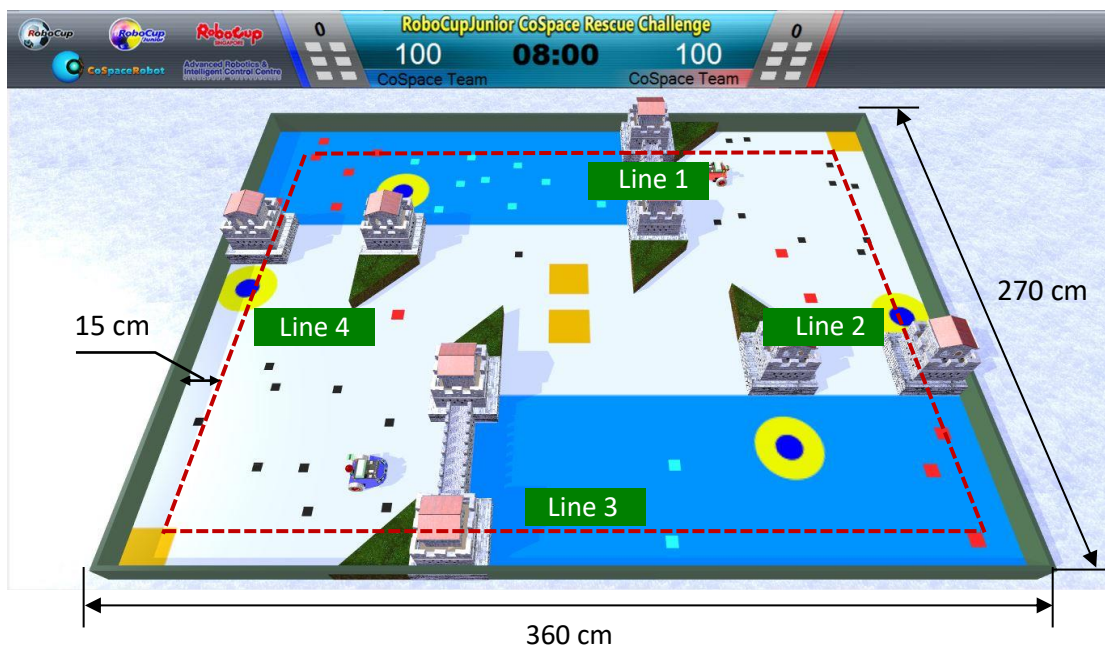 RoboCup
RoboCup
Junior
RoboCup
SINGAPORE
CoSpaceRobot
Advanced Robotics &
Intelligent Control Centre
0
RoboCupJunior CoSpace Rescue Challenge
0
100
08:00
100
CoSpace Team
CoSpace Team
Line 1
270 cm
15 cm
Line 4
Line 2
Line 3
360 cm